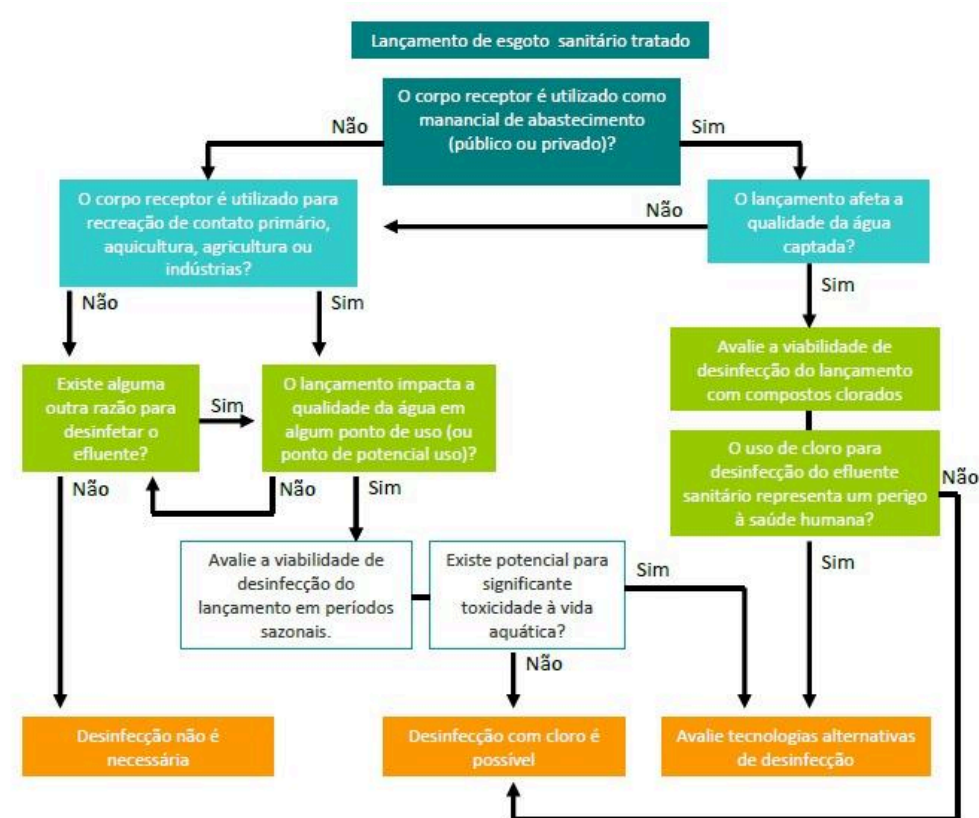 Lançamento de esgoto sanitário tratado
O corpo receptor é utilizado como
manancial de abastecimento
(público ou privado)?
Não
Sim
O corpo receptor é utilizado para
recreação de contato primário,
aquicultura, agricultura ou
indústrias?
Não
O lançamento afeta a
qualidade da água
captada?
Não
Sim
Sim
Existe alguma
outra razão para
desinfetar o
efluente?
Sim
O lançamento impacta a
qualidade da água em
algum ponto de uso (ou
ponto de potencial uso)?
Avalie a viabilidade de
desinfecção do lançamento
com compostos clorados
O uso de cloro para
desinfecção do efluente
sanitário representa um perigo
à saúde humana?
Não
Não
Não
Sim
Avalie a viabilidade de
desinfecção do
lançamento em períodos
sazonais.
Existe potencial para
significante
toxicidade à vida
aquática?
Sim
Sim
Não
Desinfecção não é
necessária
Desinfecção com cloro é
possível
Avalie tecnologias alternativas
de desinfecção